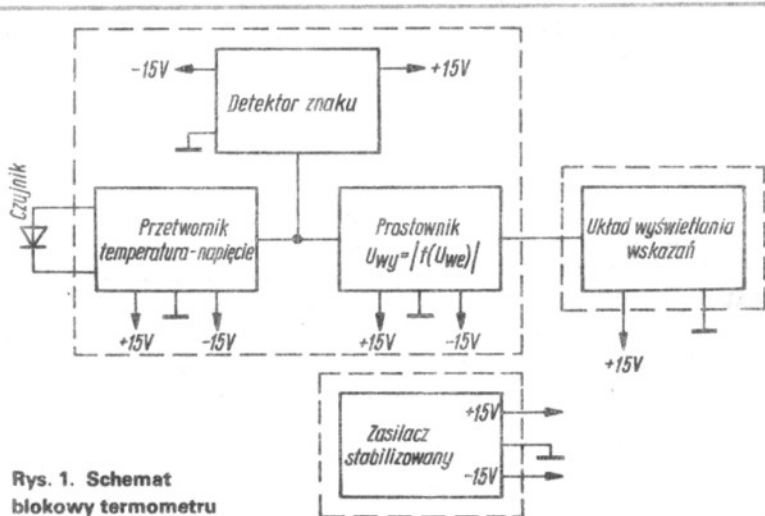 -15V
+15V
Detektor znaku
Czujnik
Przetwornik
temperatura-napięcie
Prostownik
Uwy=|f(Uwe)|
Układ wyświetlania
wskazań
+15V
-15V
+15V
-15V
+15V
Zasilacz
stabilizowany
+15V
-15V
Rys. 1. Schemat
blokowy termometru